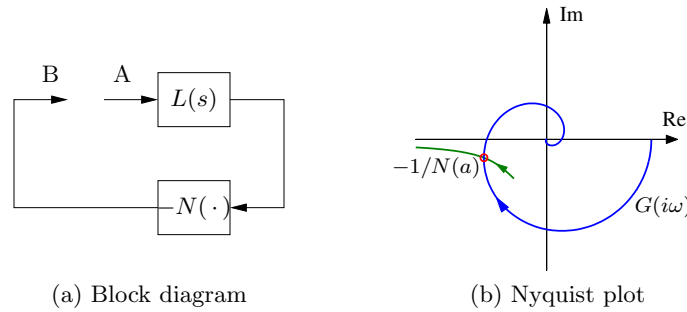 B
A
L(s)
−N(·)
(a) Block diagram
Im
Re
−1/N(a)
G(iω)
(b) Nyquist plot